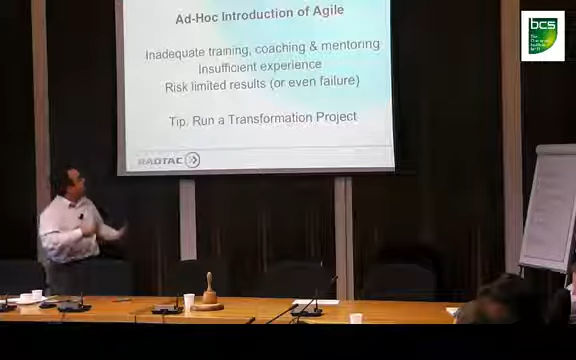 Ad-Hoc Introduction of Agile
Inadequate training, coaching & mentoring
Insufficient experience
Risk limited results (or even failure)
Tip. Run a Transformation Project
RADTAC
bcs